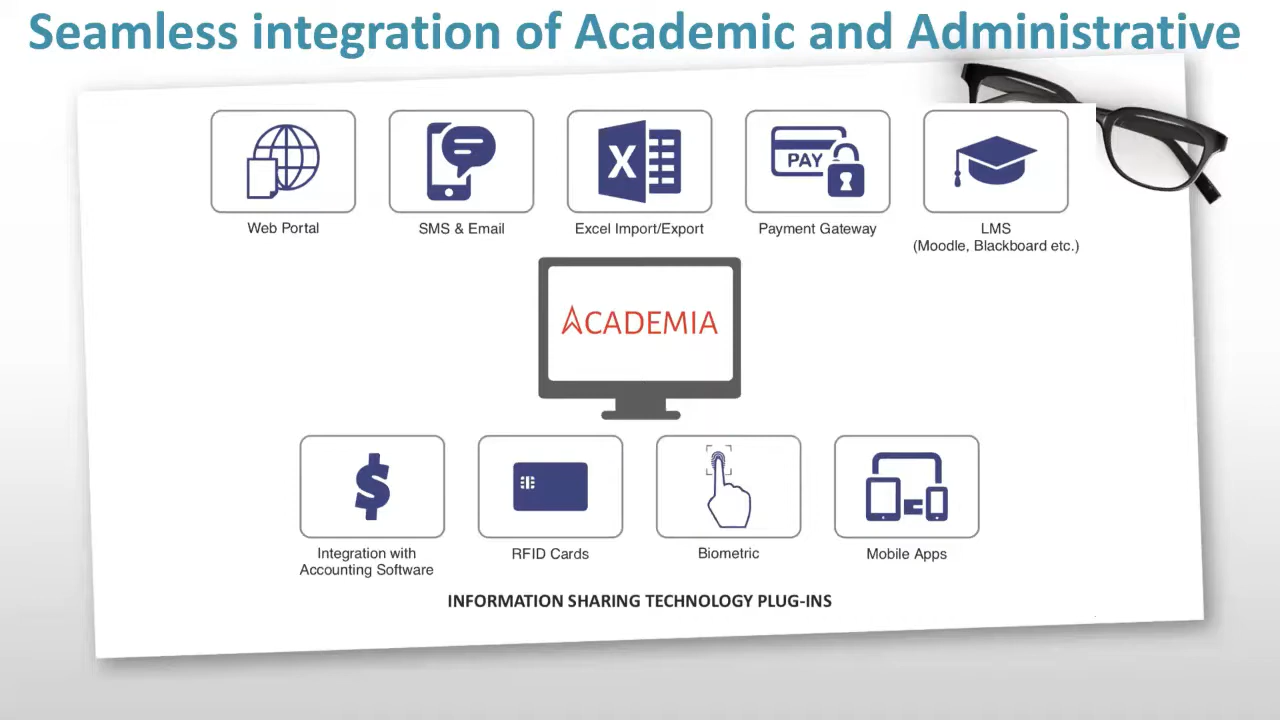 Seamless integration of Academic and Administrative
PAY
X
Web Portal
SMS & Email
Excel Import/Export
Payment Gateway
LMS
(Moodle, Blackboard etc.)
ACADEMIA
Integration with
Accounting Software
RFID Cards
Biometric
Mobile Apps
INFORMATION SHARING TECHNOLOGY PLUG-INS